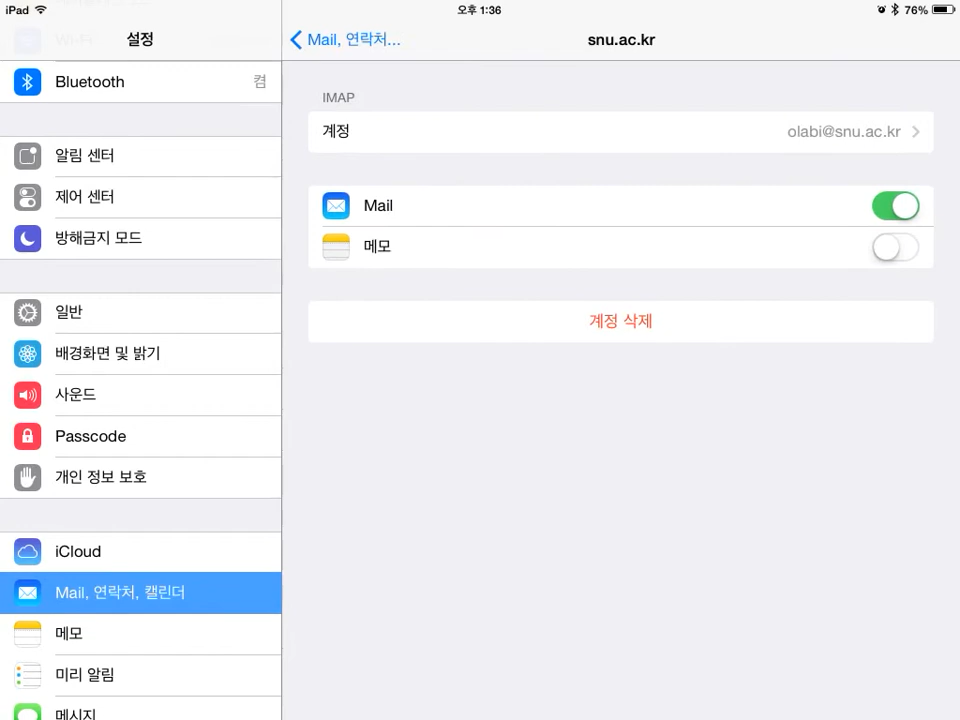 iPad
오후 1:36
76%
설정
Bluetooth
켬
알림 센터
제어 센터
방해금지 모드
일반
배경화면 및 밝기
사운드
Passcode
개인 정보 보호
iCloud
Mail, 연락처, 캘린더
메모
미리 알림
메시지
Mail, 연락처...
snu.ac.kr
IMAP
계정
olabi@snu.ac.kr
Mail
메모
계정 삭제